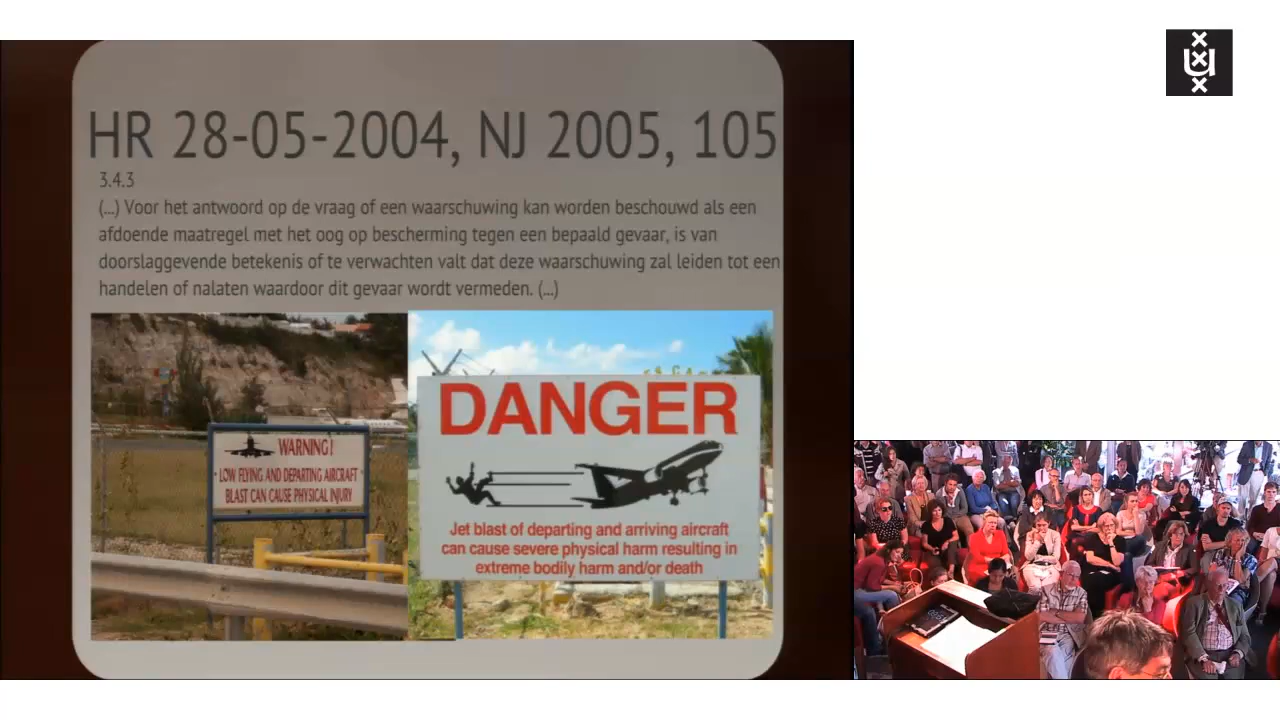 HR 28-05-2004, NJ 2005, 105
3.4.3
(...) Voor het antwoord op de vraag of een waarschuwing kan worden beschouwd als een
afdoende maatregel met het oog op bescherming tegen een bepaald gevaar, is van
doorslaggevende betekenis of te verwachten valt dat deze waarschuwing zal leiden tot een
handelen of nalaten waardoor dit gevaar wordt vermeden. (...)
WARNING!
LOW FLYING AND DEPARTING AIRCRAFT
BLAST CAN CAUSE PHYSICAL INJURY
DANGER
Jet blast of departing and arriving aircraft
can cause severe physical harm resulting in
extreme bodily harm and/or death
U